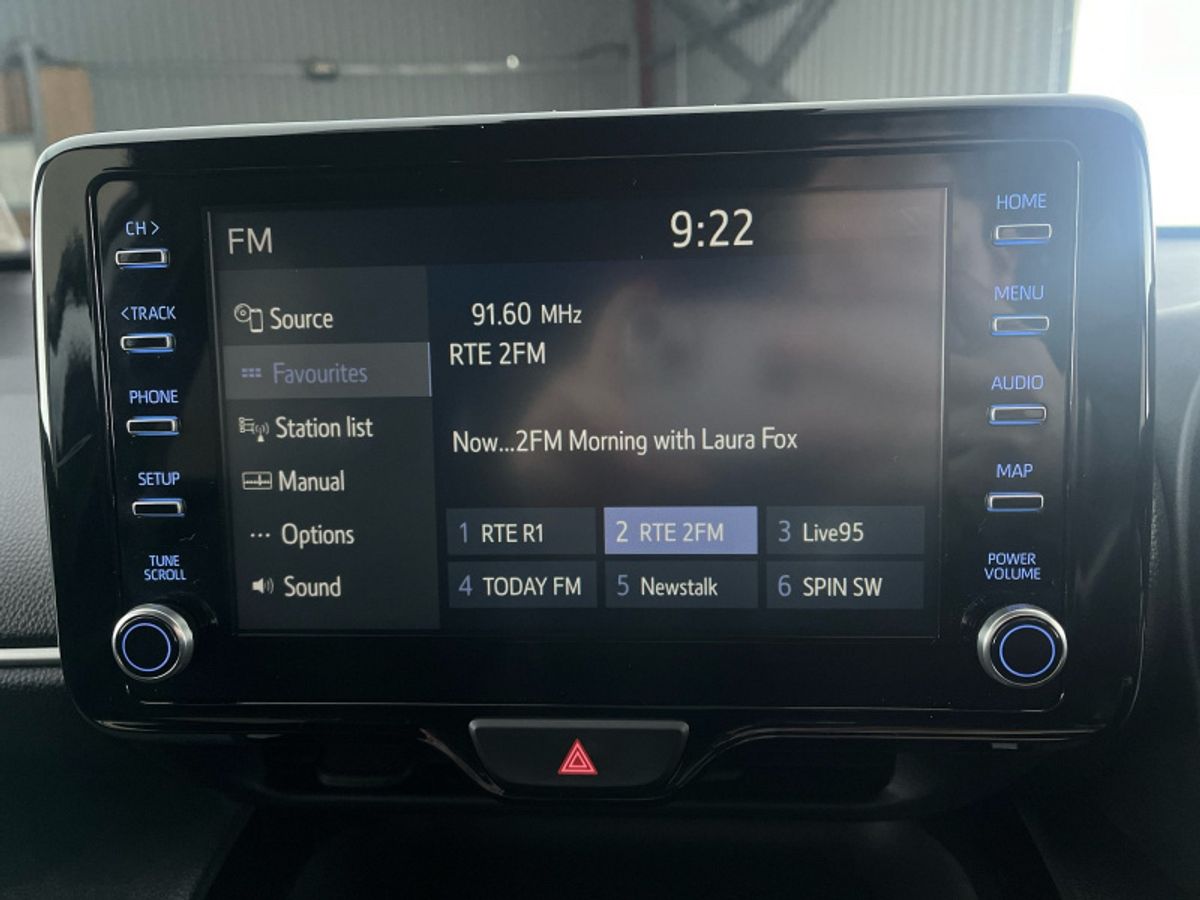 CH >
<TRACK
PHONE
SETUP
TUNE
SCROLL
FM
9:22
Source
Favourites
Station list
Manual
Options
Sound
91.60 MHz
RTE 2FM
Now...2FM Morning with Laura Fox
1 RTE R1
2 RTE 2FM
3 Live95
4 TODAY FM
5 Newstalk
6 SPIN SW
HOME
MENU
AUDIO
MAP
POWER
VOLUME